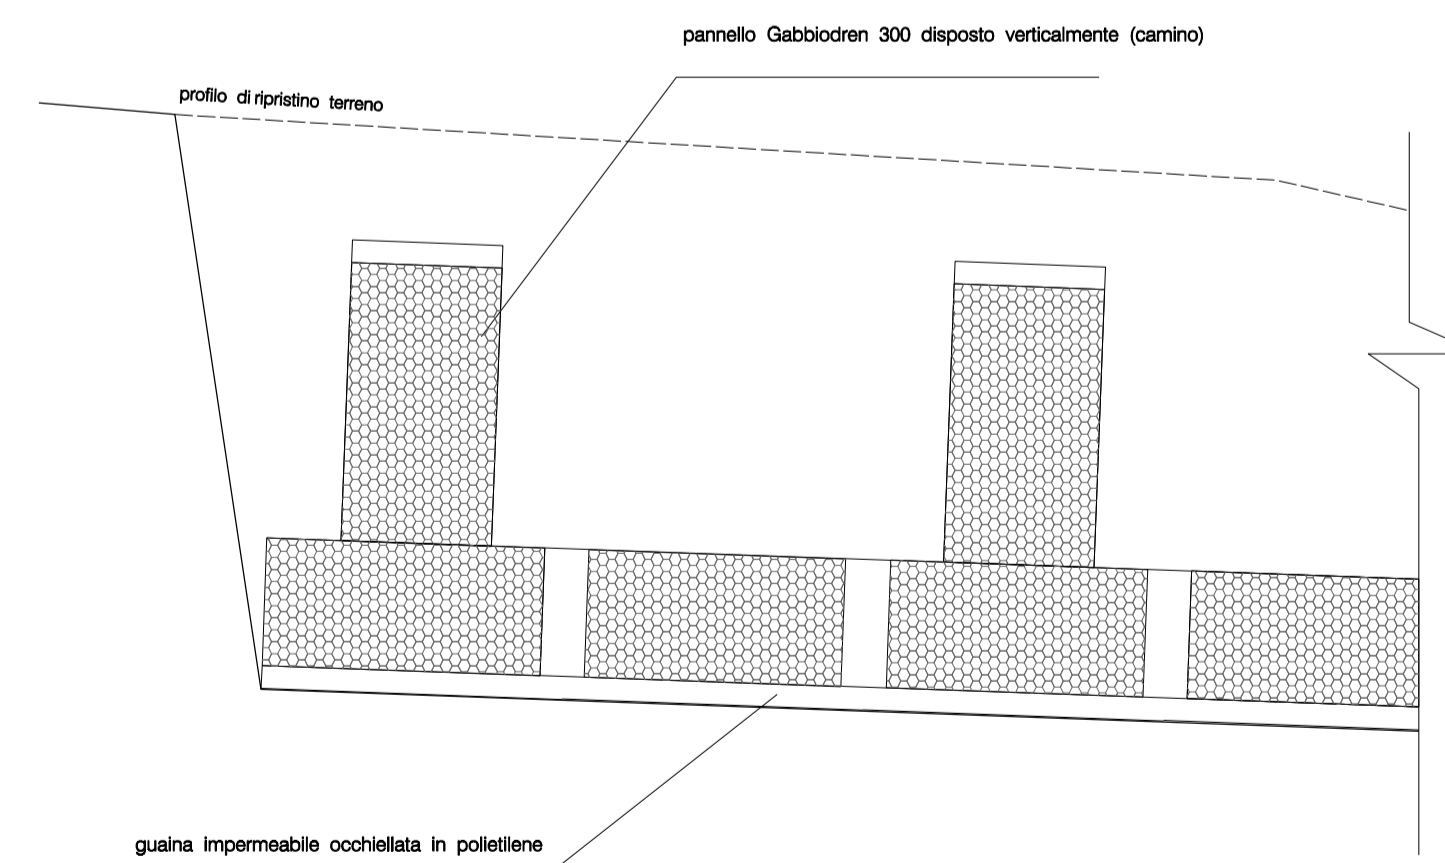 pannello Gabbiodren 300 disposto verticalmente (camino)
profilo di ripristino terreno
guaina impermeabile occhiellata in polietilene